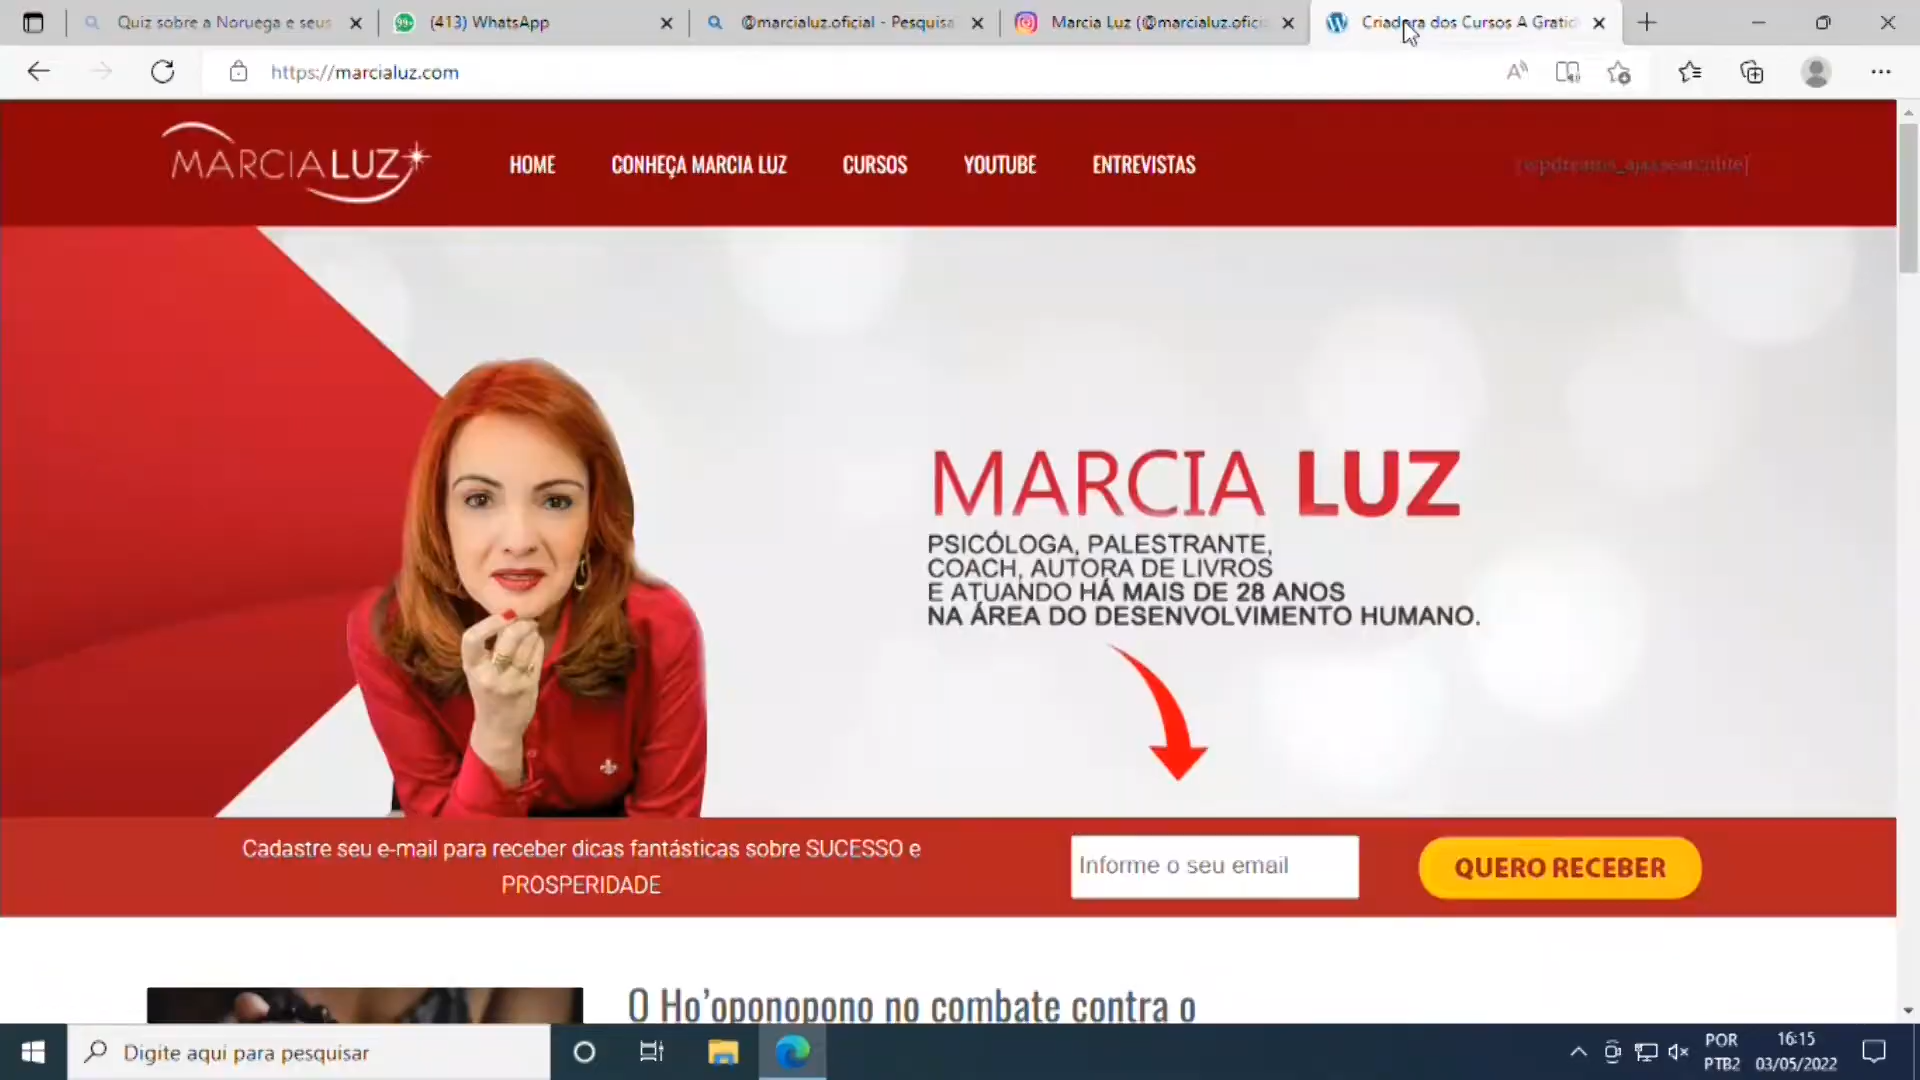 Quiz sobre a Noruega e seus
(413) WhatsApp
@marcialuz.oficial - Pesquisa
Marcia Luz (@marcialuz.oficia
Criadora dos Cursos A Gratid
https://marcialuz.com
MARCIA LUZ
HOME
CONHEÇA MARCIA LUZ
CURSOS
YOUTUBE
ENTREVISTAS
MARCIA LUZ
PSICÓLOGA, PALESTRANTE,
COACH, AUTORA DE LIVROS
E ATUANDO HÁ MAIS DE 28 ANOS
NA ÁREA DO DESENVOLVIMENTO HUMANO.
Cadastre seu e-mail para receber dicas fantásticas sobre SUCESSO e
PROSPERIDADE
Informe o seu email
QUERO RECEBER
O Ho’oponopono no combate contra o
Digite aqui para pesquisar
POR
PTB2
16:15
03/05/2022